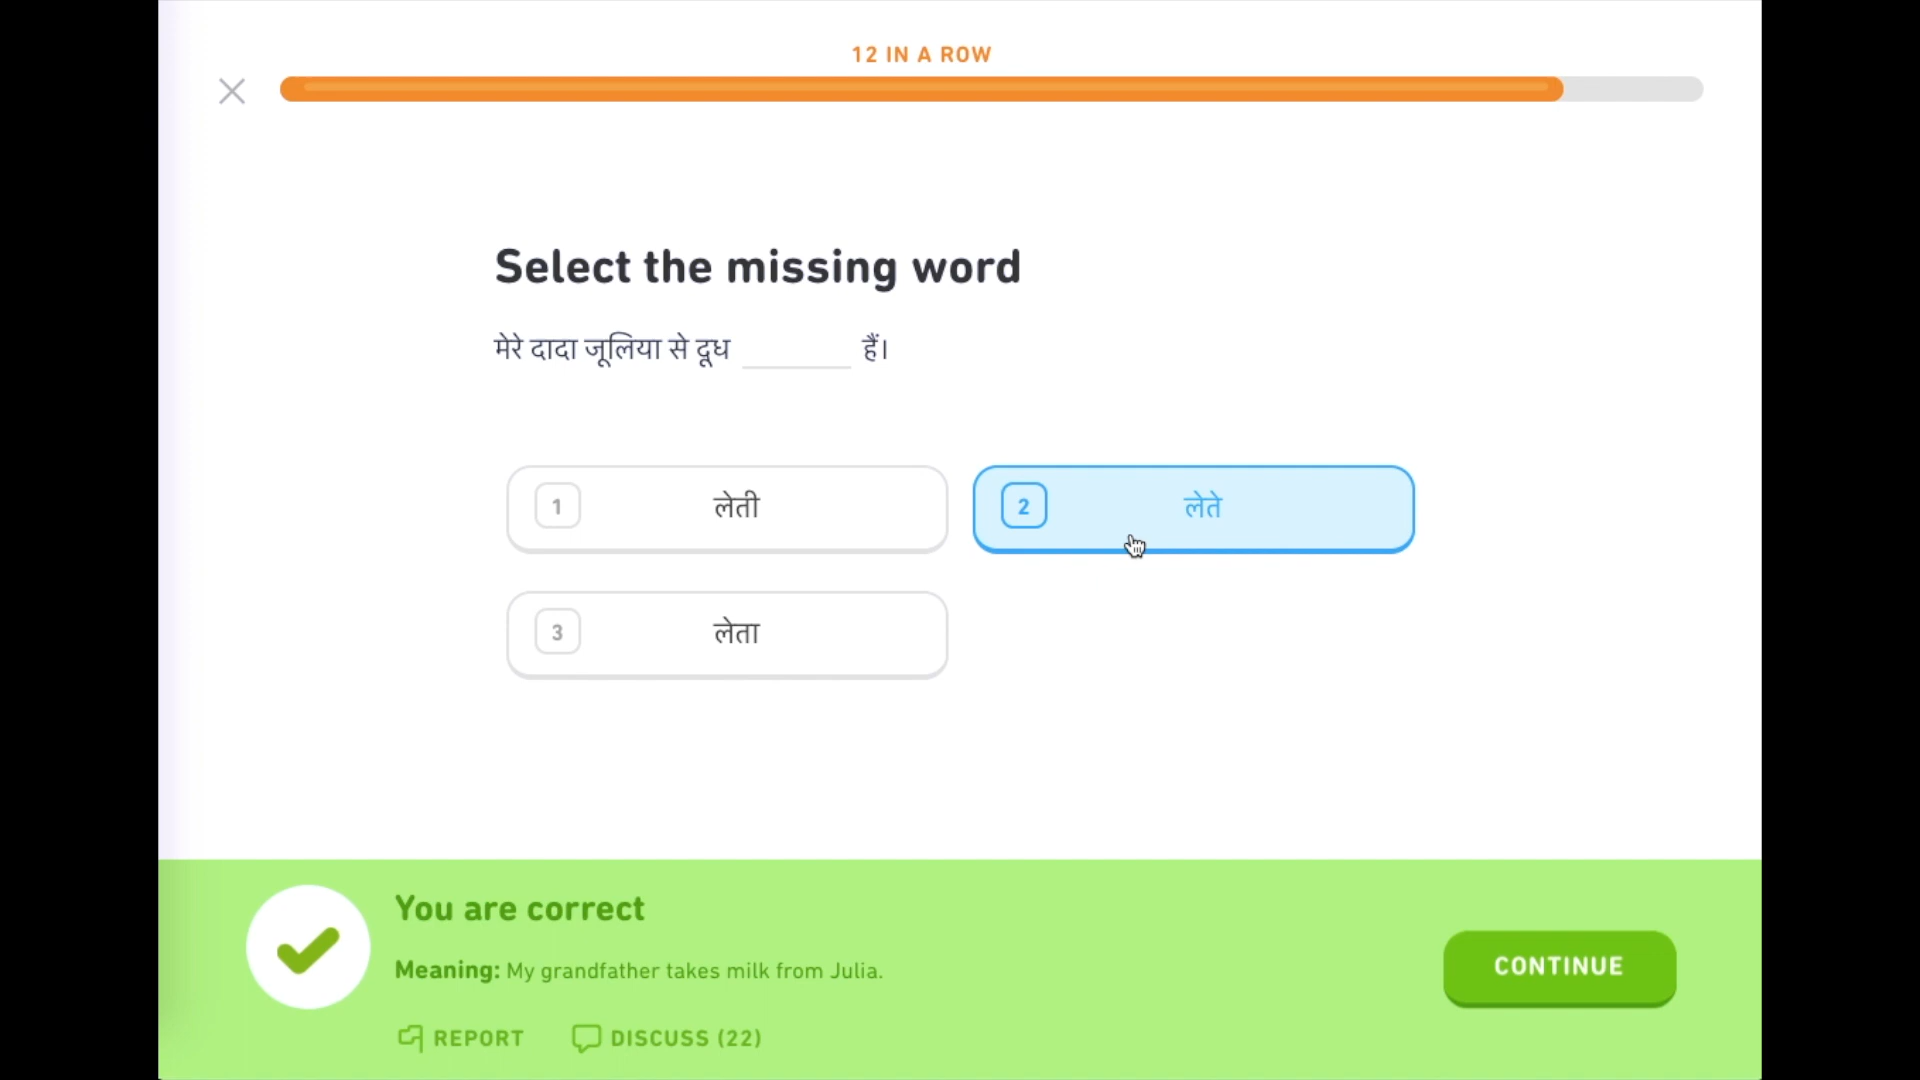 12 IN A ROW
Select the missing word
मेरे दादा जूलिया से दूध ________ हैं।
1 लेती
2 लेते
3 लेता
You are correct
Meaning: My grandfather takes milk from Julia.
CONTINUE
REPORT DISCUSS (22)